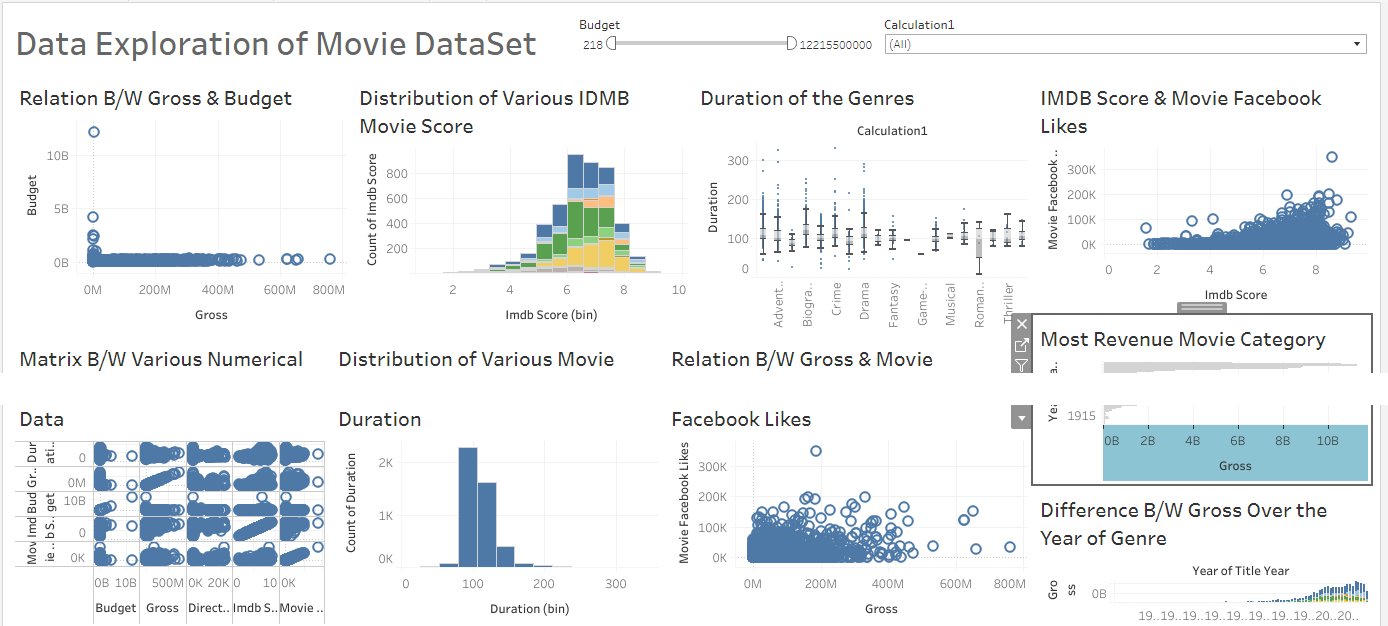 Data Exploration of Movie DataSet
Budget
218
12215500000
Calculation1
(All)
Relation B/W Gross & Budget
10B
5B
0B
Budget
0M 200M 400M 600M 800M
Gross
Distribution of Various IDMB
Movie Score
800
600
400
200
Count of Imdb Score
2 4 6 8 10
Imdb Score (bin)
Duration of the Genres
Calculation1
300
200
100
0
Duration
Advent..
Biogra..
Crime
Drama
Fantasy
Game-..
Musical
Roman..
Thriller
IMDB Score & Movie Facebook
Likes
300K
200K
100K
0K
Movie Facebook ..
0 2 4 6 8
Imdb Score
Matrix B/W Various Numerical
Data
Dur
ati..
0
Gr..
0M
Bud
get
10B
Imd
b S..
0
Mov
ie ..
0K
0B 10B 500M 0K 20K 0 10 0K
Budget Gross Direct.. Imdb S.. Movie ..
Distribution of Various Movie
Duration
2K
1K
0K
Count of Duration
0 100 200 300
Duration (bin)
Relation B/W Gross & Movie
Facebook Likes
300K
200K
100K
0K
Movie Facebook Likes
0M 200M 400M 600M 800M
Gross
Most Revenue Movie Category
1915
0B 2B 4B 6B 8B 10B
Gross
Difference B/W Gross Over the
Year of Genre
Year of Title Year
Gro
ss
0B
19..19..19..19..19..19..19..20..20..